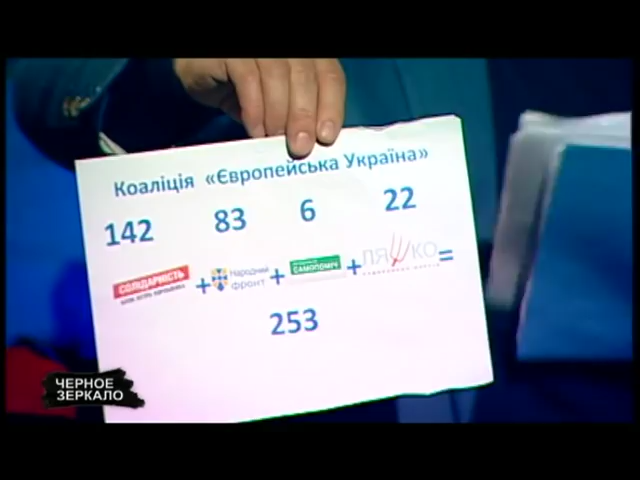 Коаліція «Європейська Україна»
142 83 6 22
СОЛІДАРНІСТЬ + Народний фронт + САМОПОМІЧ + ЛЯШКО =
253
ЧЕРНОЕ
ЗЕРКАЛО